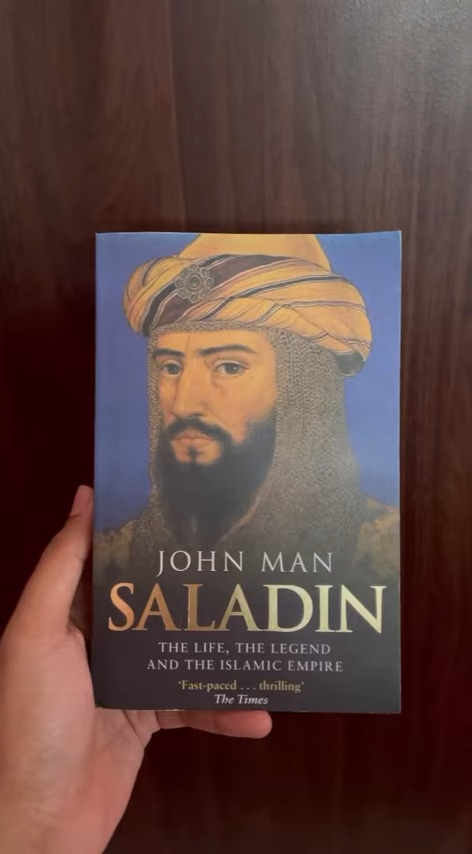 JOHN MAN
SALADIN
THE LIFE, THE LEGEND
AND THE ISLAMIC EMPIRE
‘Fast-paced . . . thrilling’
The Times